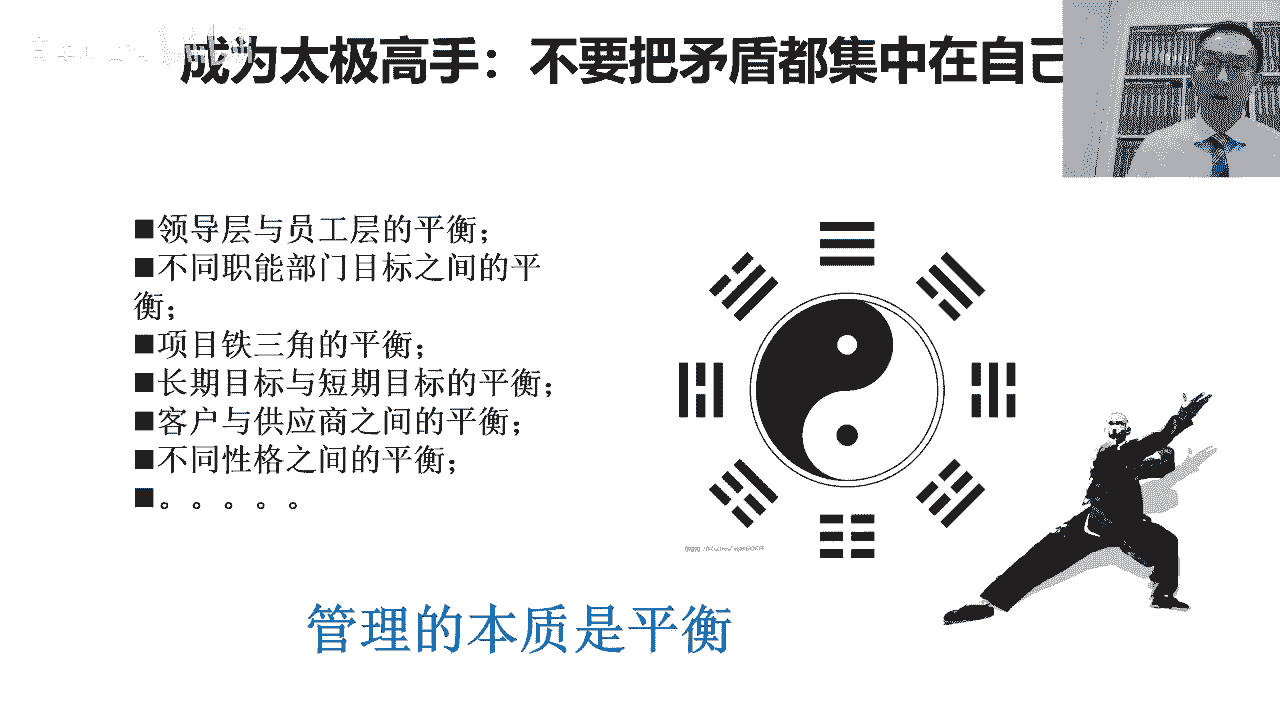 成为太极高手：不要把矛盾都集中在自己
■领导层与员工层的平衡；
■不同职能部门目标之间的平
衡；
■项目铁三角的平衡；
■长期目标与短期目标的平衡；
■客户与供应商之间的平衡；
■不同性格之间的平衡；
■。。。。。
管理的本质是平衡